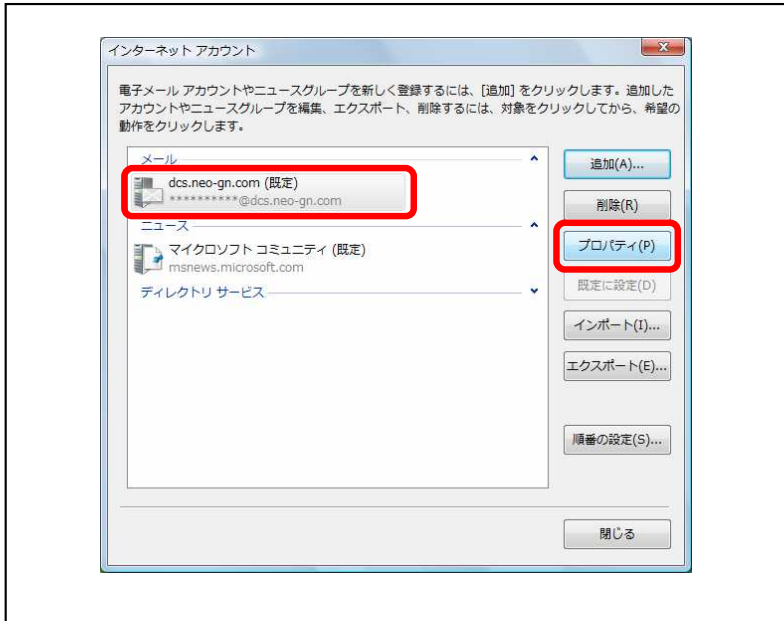 インターネット アカウント
電子メール アカウントやニュースグループを新しく登録するには、[追加] をクリックします。追加した
アカウントやニュースグループを編集、エクスポート、削除するには、対象をクリックしてから、希望の
動作をクリックします。
メール
dcs.neo-gn.com (既定)
**********@dcs.neo-gn.com
ニュース
マイクロソフト コミュニティ (既定)
msnews.microsoft.com
ディレクトリ サービス
追加(A)...
削除(R)
プロパティ(P)
既定に設定(D)
インポート(I)...
エクスポート(E)...
順番の設定(S)...
閉じる